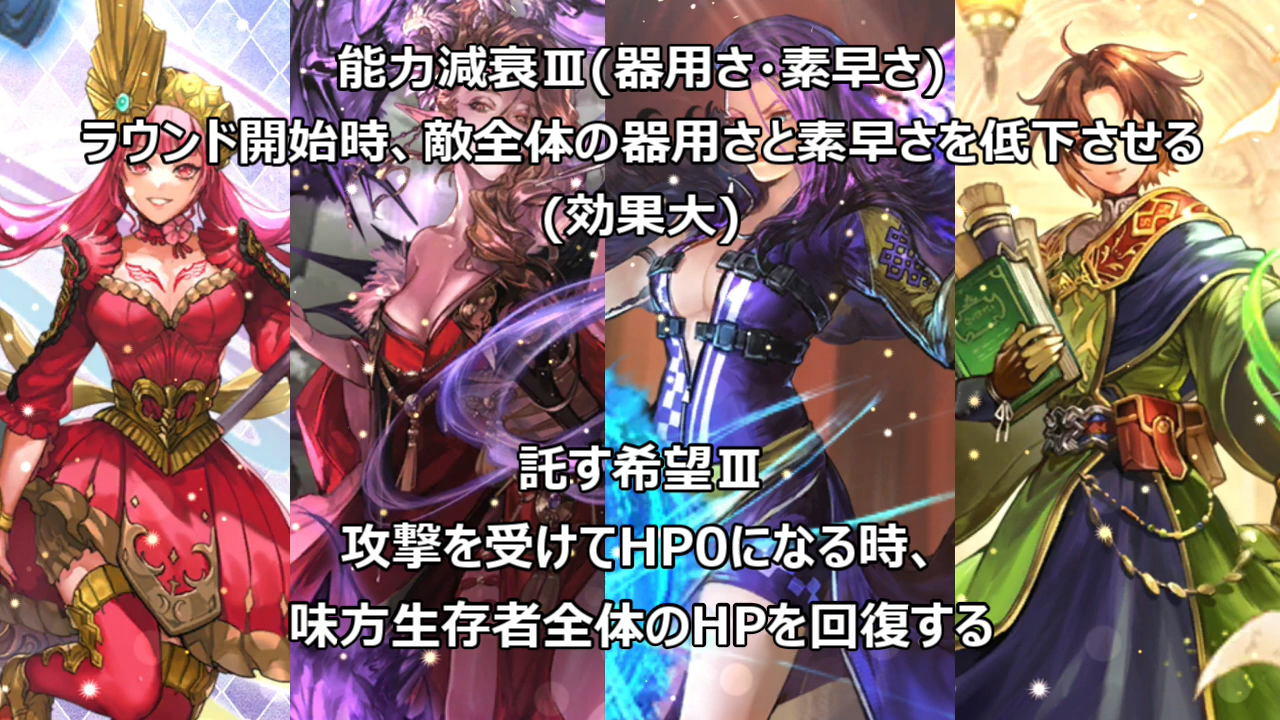 能力減衰Ⅲ(器用さ・素早さ)
ラウンド開始時、敵全体の器用さと素早さを低下させる
(効果大)
託す希望Ⅲ
攻撃を受けてHP0になる時、
味方生存者全体のHPを回復する